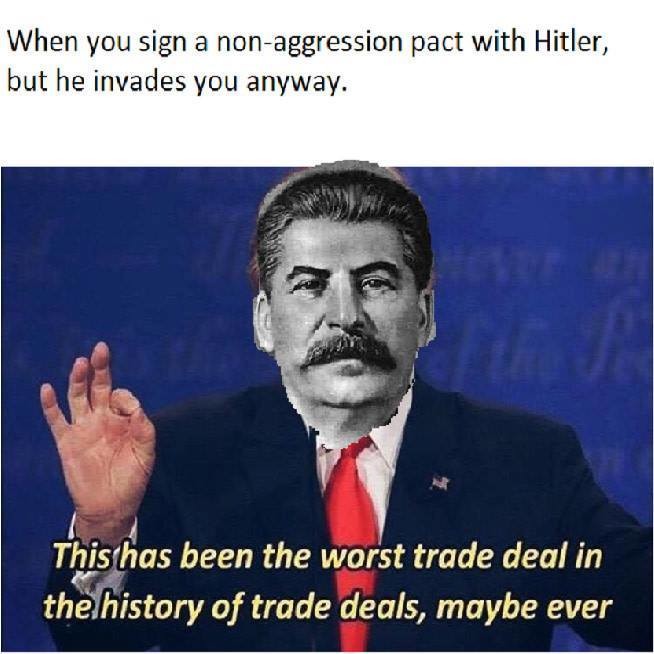 When you sign a non-aggression pact with Hitler,
but he invades you anyway.
This has been the worst trade deal in
the history of trade deals, maybe ever